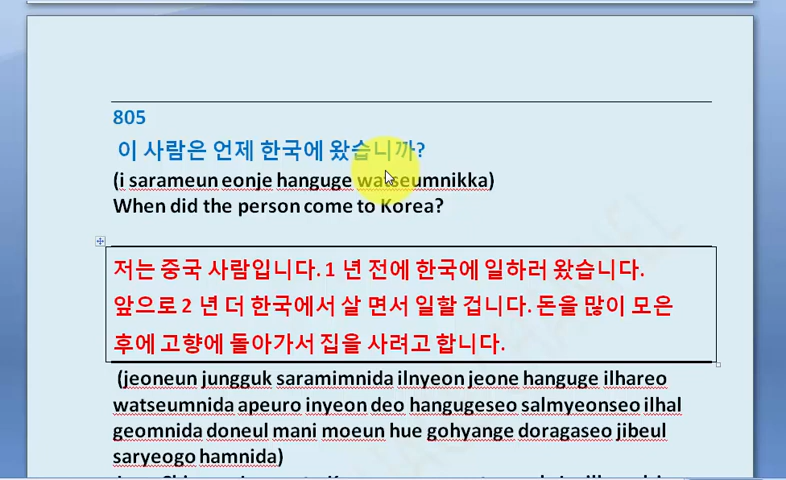 805
이 사람은 언제 한국에 왔습니까?
(i sarameun eonje hanguge watseumnikka)
When did the person come to Korea?
저는 중국 사람입니다. 1 년 전에 한국에 일하러 왔습니다.
앞으로 2 년 더 한국에서 살 면서 일할 겁니다. 돈을 많이 모은
후에 고향에 돌아가서 집을 사려고 합니다.
(jeoneun jungguk saramimnida ilnyeon jeone hanguge ilhareo
watseumnida apeuro inyeon deo hangugeseo salmyeonseo ilhal
geomnida doneul mani moeun hue gohyange doragaseo jibeul
saryeogo hamnida)